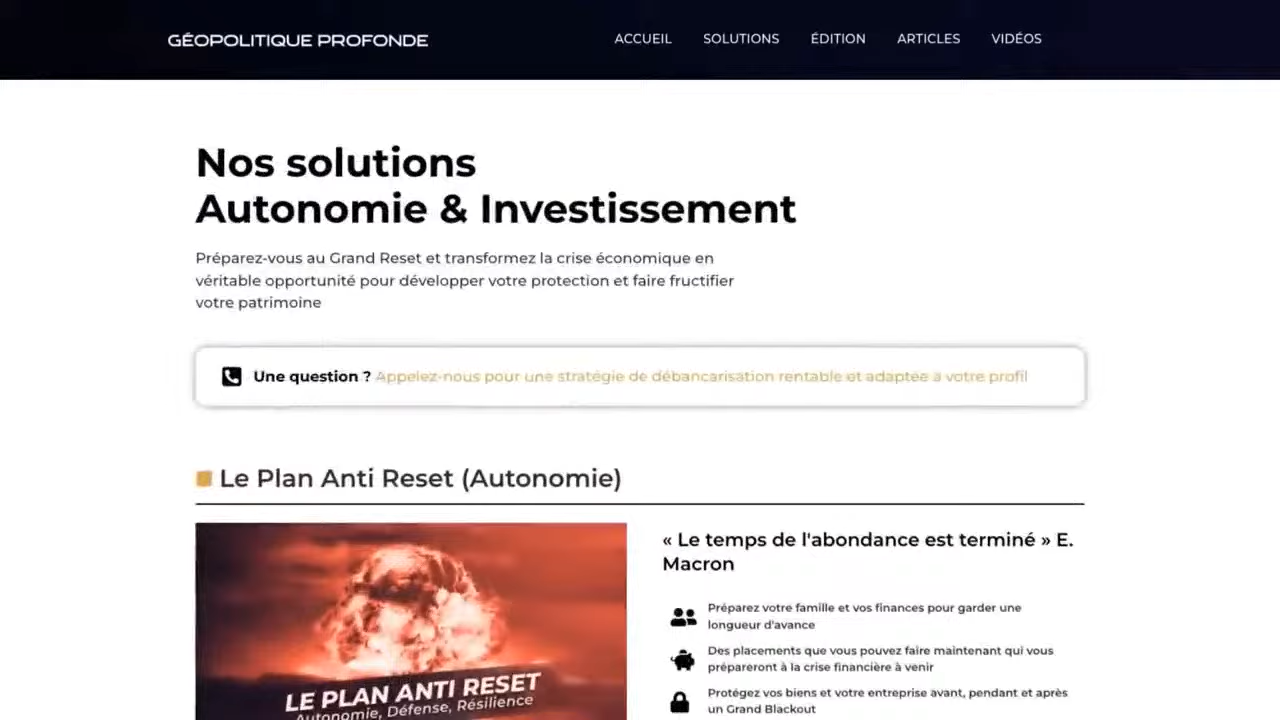 GÉOPOLITIQUE PROFONDE
ACCUEIL SOLUTIONS ÉDITION ARTICLES VIDÉOS
Nos solutions
Autonomie & Investissement
Préparez-vous au Grand Reset et transformez la crise économique en
véritable opportunité pour développer votre protection et faire fructifier
votre patrimoine
Une question ? Appelez-nous pour une stratégie de débancarisation rentable et adaptée à votre profil
Le Plan Anti Reset (Autonomie)
« Le temps de l'abondance est terminé » E.
Macron
Préparez votre famille et vos finances pour garder une
longueur d'avance
Des placements que vous pouvez faire maintenant qui vous
prépareront à la crise financière à venir
Protégez vos biens et votre entreprise avant, pendant et après
un Grand Blackout
LE PLAN ANTI RESET
Autonomie, Défense, Résilience